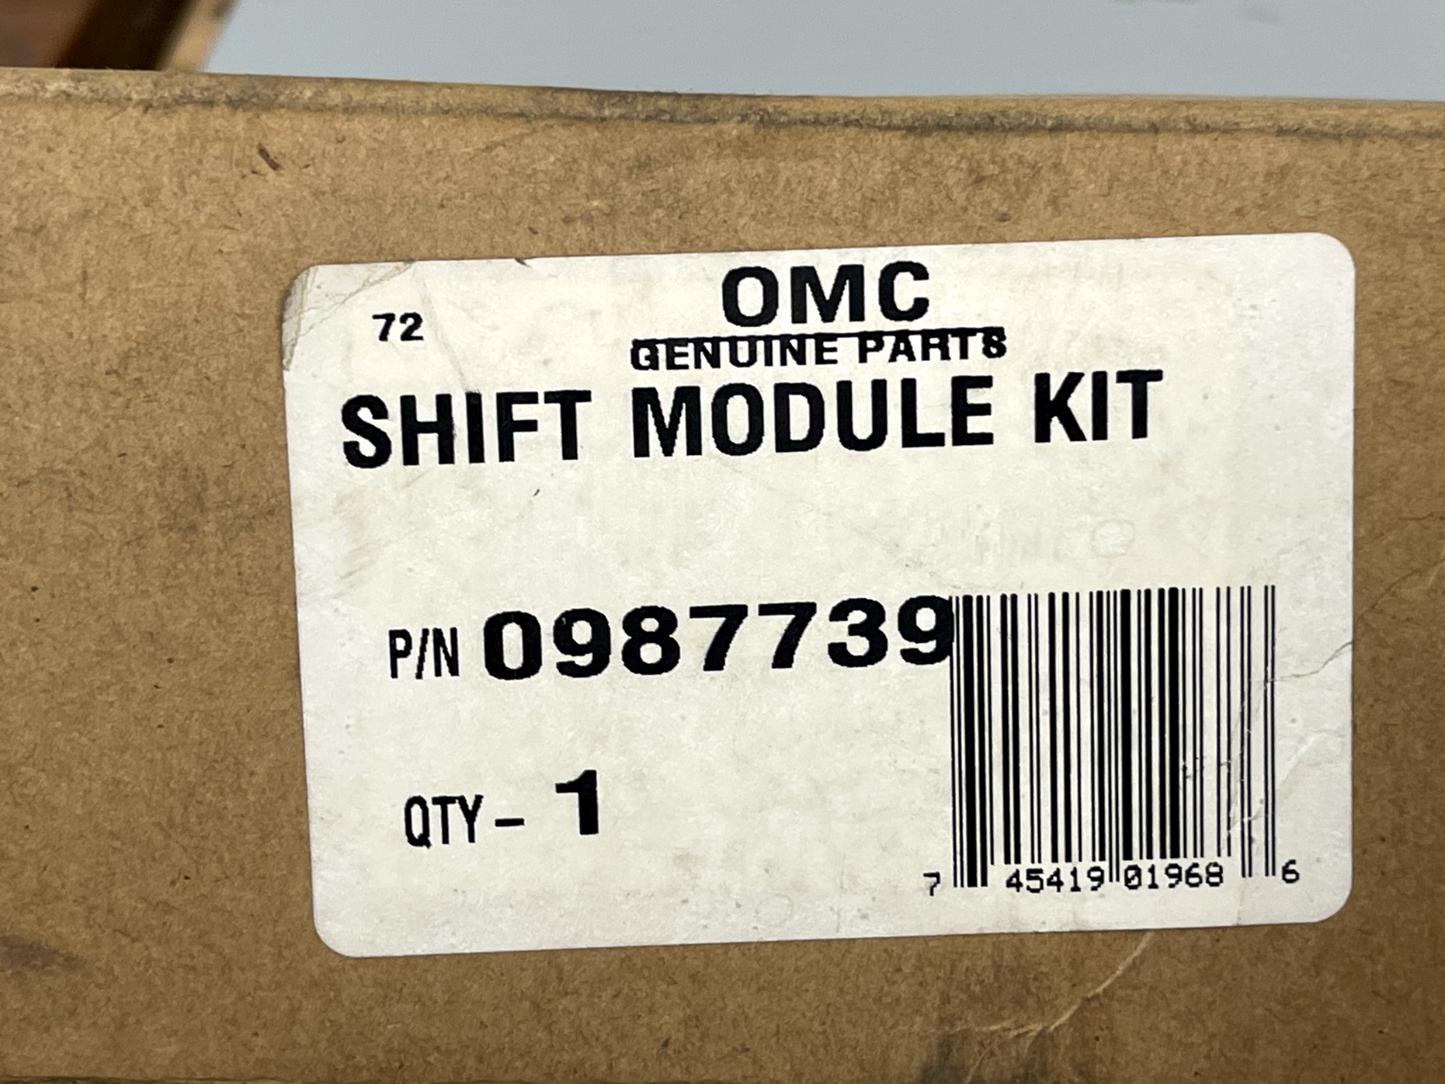 72
OMC
GENUINE PARTS
SHIFT MODULE KIT
P/N 0987739
QTY - 1
7 45419 01968 6